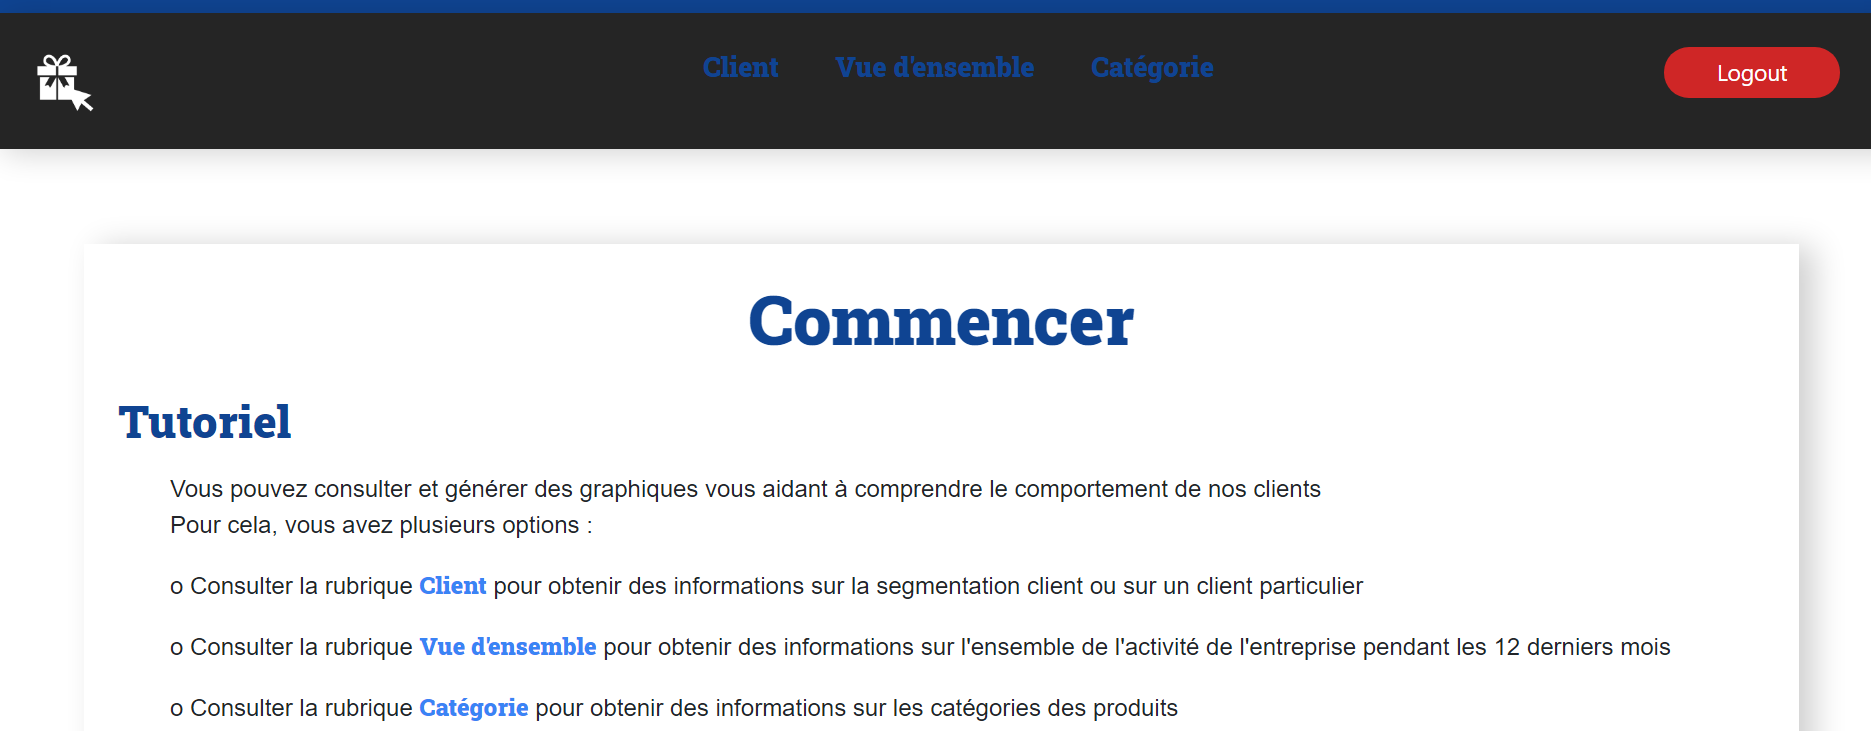 Client Vue d'ensemble Catégorie Logout
Commencer
Tutoriel
Vous pouvez consulter et générer des graphiques vous aidant à comprendre le comportement de nos clients
Pour cela, vous avez plusieurs options :
o Consulter la rubrique Client pour obtenir des informations sur la segmentation client ou sur un client particulier
o Consulter la rubrique Vue d'ensemble pour obtenir des informations sur l'ensemble de l'activité de l'entreprise pendant les 12 derniers mois
o Consulter la rubrique Catégorie pour obtenir des informations sur les catégories des produits